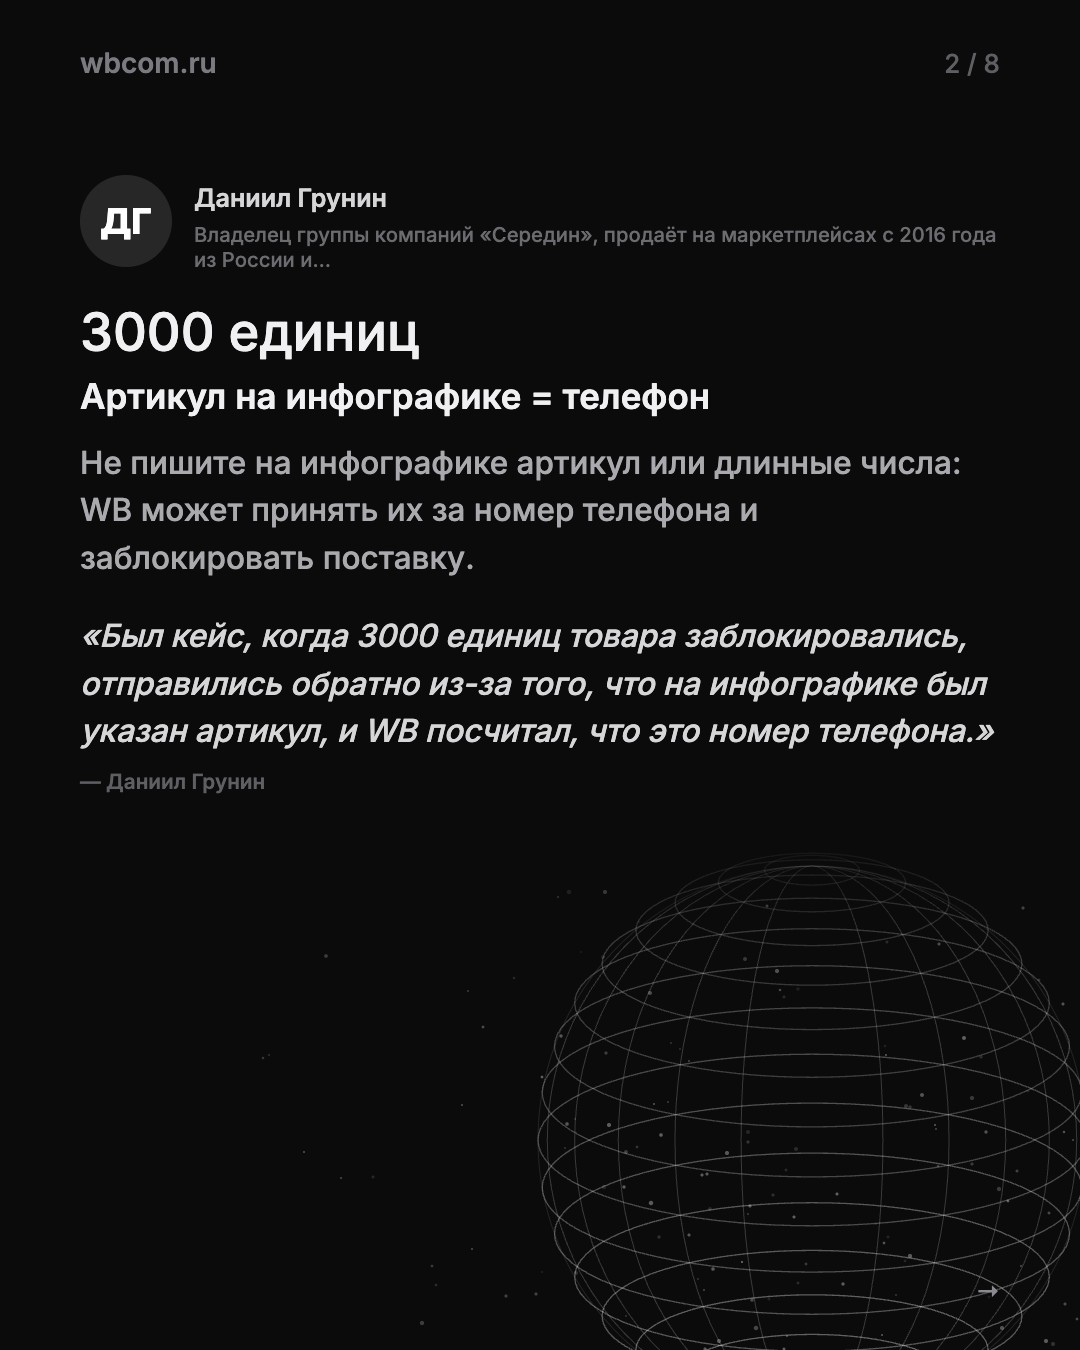 wbcom.ru
2 / 8
ДГ
Даниил Грунин
Владелец группы компаний «Середин», продаёт на маркетплейсах с 2016 года
из России и...
3000 единиц
Артикул на инфографике = телефон
Не пишите на инфографике артикул или длинные числа:
WB может принять их за номер телефона и
заблокировать поставку.
«Был кейс, когда 3000 единиц товара заблокировались,
отправились обратно из-за того, что на инфографике был
указан артикул, и WB посчитал, что это номер телефона.»
— Даниил Грунин
→